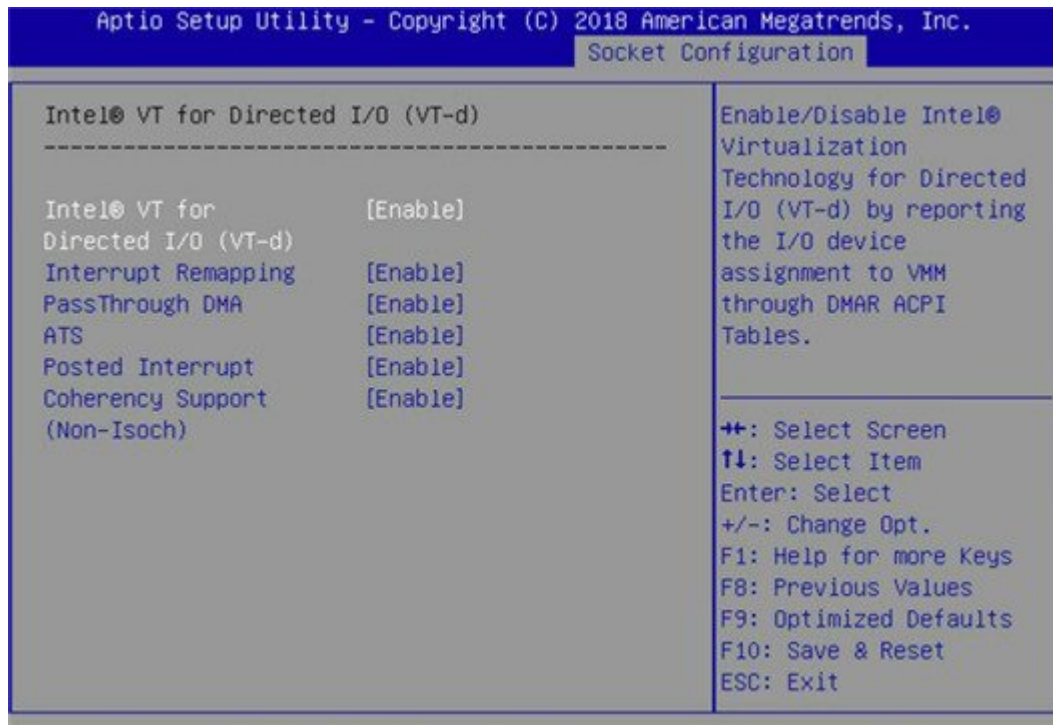 Aptio Setup Utility – Copyright (C) 2018 American Megatrends, Inc.
Socket Configuration
Intel® VT for Directed I/O (VT-d)
-----------------------------------------------
Intel® VT for [Enable]
Directed I/O (VT-d)
Interrupt Remapping [Enable]
PassThrough DMA [Enable]
ATS [Enable]
Posted Interrupt [Enable]
Coherency Support [Enable]
(Non-Isoch)
Enable/Disable Intel®
Virtualization
Technology for Directed
I/O (VT-d) by reporting
the I/O device
assignment to VMM
through DMAR ACPI
Tables.
→←: Select Screen
↑↓: Select Item
Enter: Select
+/-: Change Opt.
F1: Help for more Keys
F8: Previous Values
F9: Optimized Defaults
F10: Save & Reset
ESC: Exit